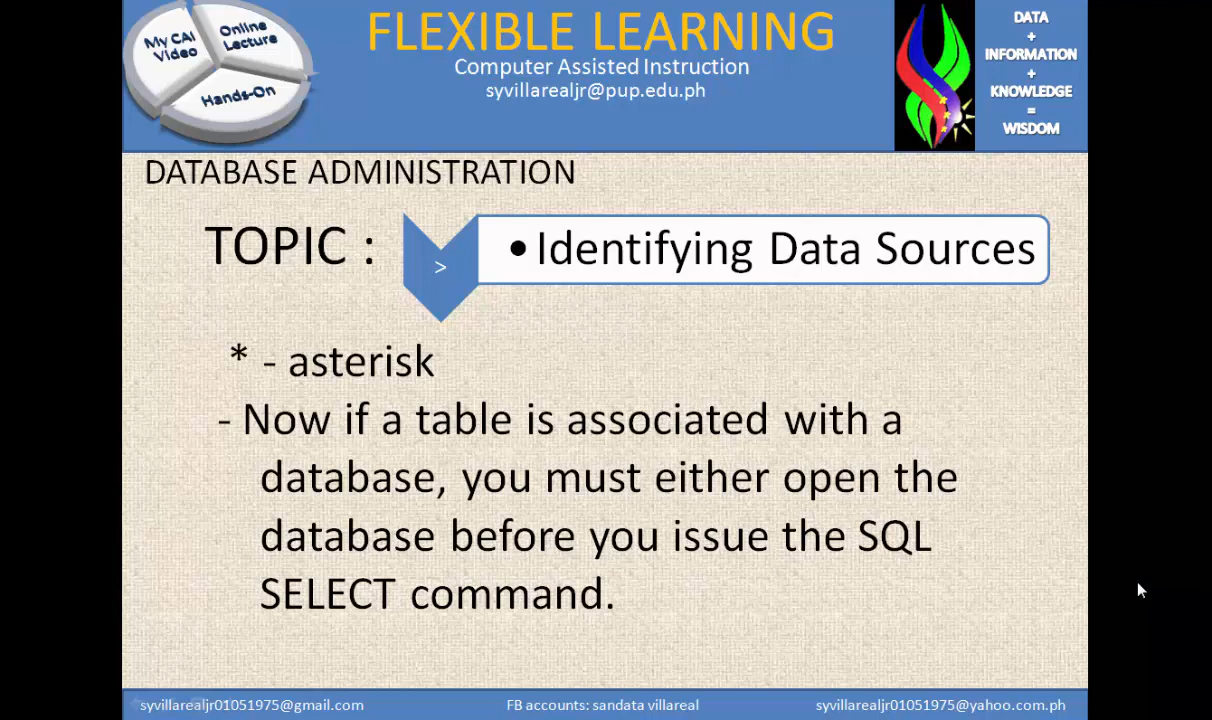 My CAI
Video
Online
Lecture
Hands-On
FLEXIBLE LEARNING
Computer Assisted Instruction
syvillarealjr@pup.edu.ph
DATA
+
INFORMATION
+
KNOWLEDGE
=
WISDOM
DATABASE ADMINISTRATION
TOPIC :
>
• Identifying Data Sources
* - asterisk
- Now if a table is associated with a
database, you must either open the
database before you issue the SQL
SELECT command.
syvillarealjr01051975@gmail.com
FB accounts: sandata villareal
syvillarealjr01051975@yahoo.com.ph